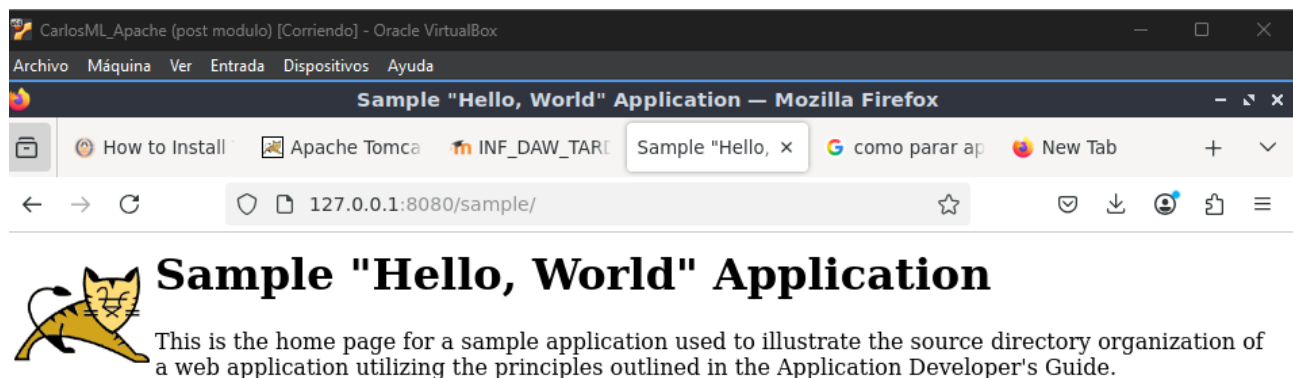 CarlosML_Apache (post modulo) [Corriendo] - Oracle VirtualBox
Archivo Máquina Ver Entrada Dispositivos Ayuda
Sample "Hello, World" Application — Mozilla Firefox
How to Install Apache Tomca INF_DAW_TARD Sample "Hello, como parar ap New Tab
127.0.0.1:8080/sample/
Sample "Hello, World" Application
This is the home page for a sample application used to illustrate the source directory organization of
a web application utilizing the principles outlined in the Application Developer's Guide.